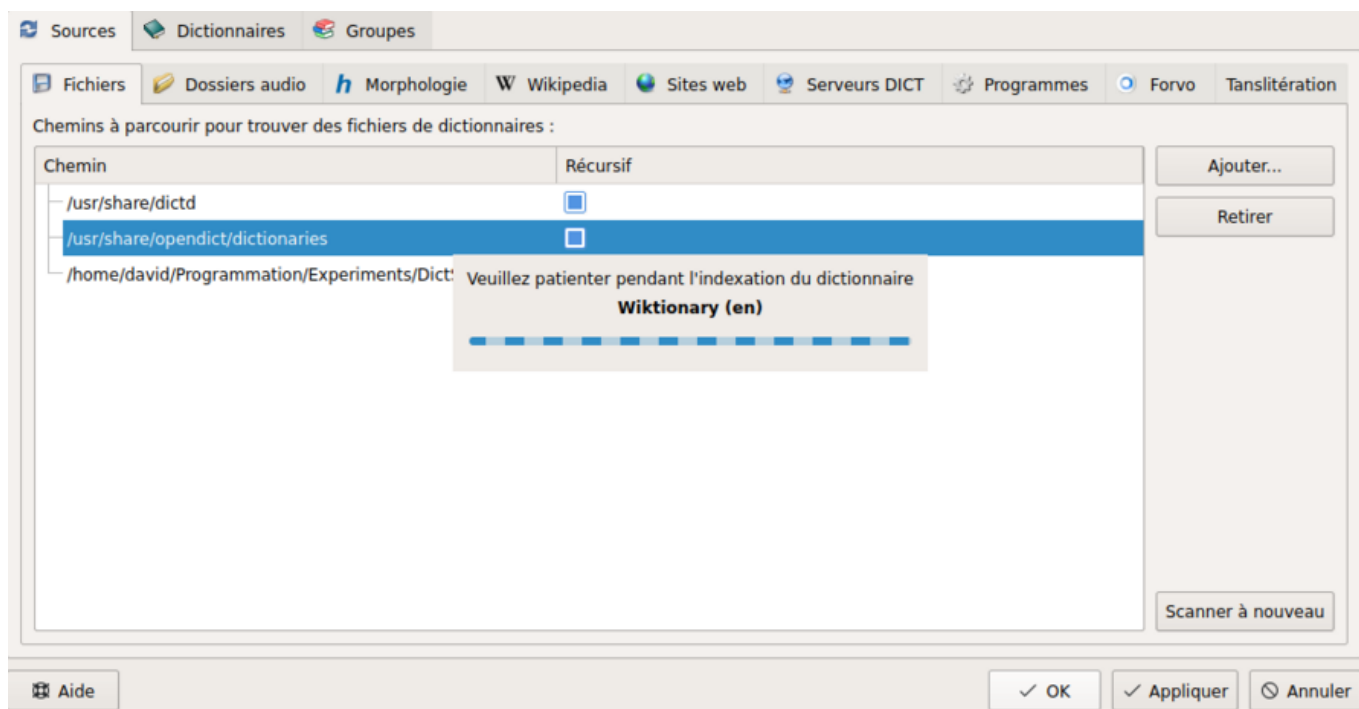 Sources Dictionnaires Groupes
Fichiers Dossiers audio Morphologie Wikipedia Sites web Serveurs DICT Programmes Forvo Tanslitération
Chemins à parcourir pour trouver des fichiers de dictionnaires :
Chemin Récursif Ajouter...
/usr/share/dictd
Retirer
/usr/share/opendict/dictionaries
/home/david/Programmation/Experiments/Dict
Veuillez patienter pendant l'indexation du dictionnaire
Wiktionary (en)
Scanner à nouveau
Aide OK Appliquer Annuler